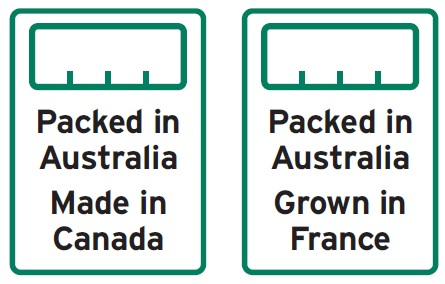 Packed in
Australia
Made in
Canada
Packed in
Australia
Grown in
France